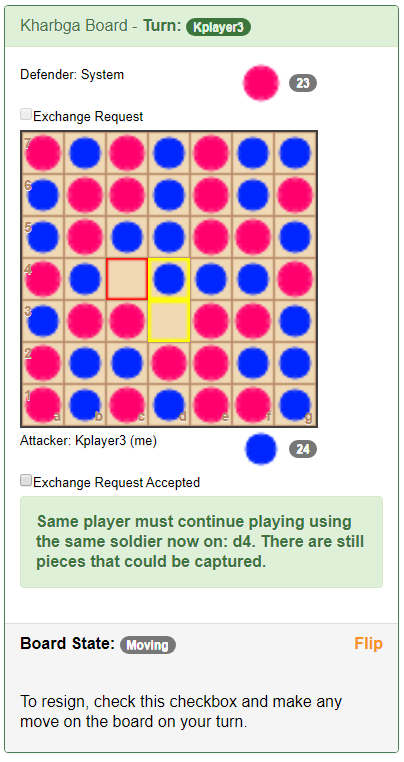 Kharbga Board - Turn: Kplayer3
Defender: System
23
Exchange Request
7
6
5
4
3
2
1
a b c d e f g
Attacker: Kplayer3 (me)
24
Exchange Request Accepted
Same player must continue playing using
the same soldier now on: d4. There are still
pieces that could be captured.
Board State: Moving
Flip
To resign, check this checkbox and make any
move on the board on your turn.